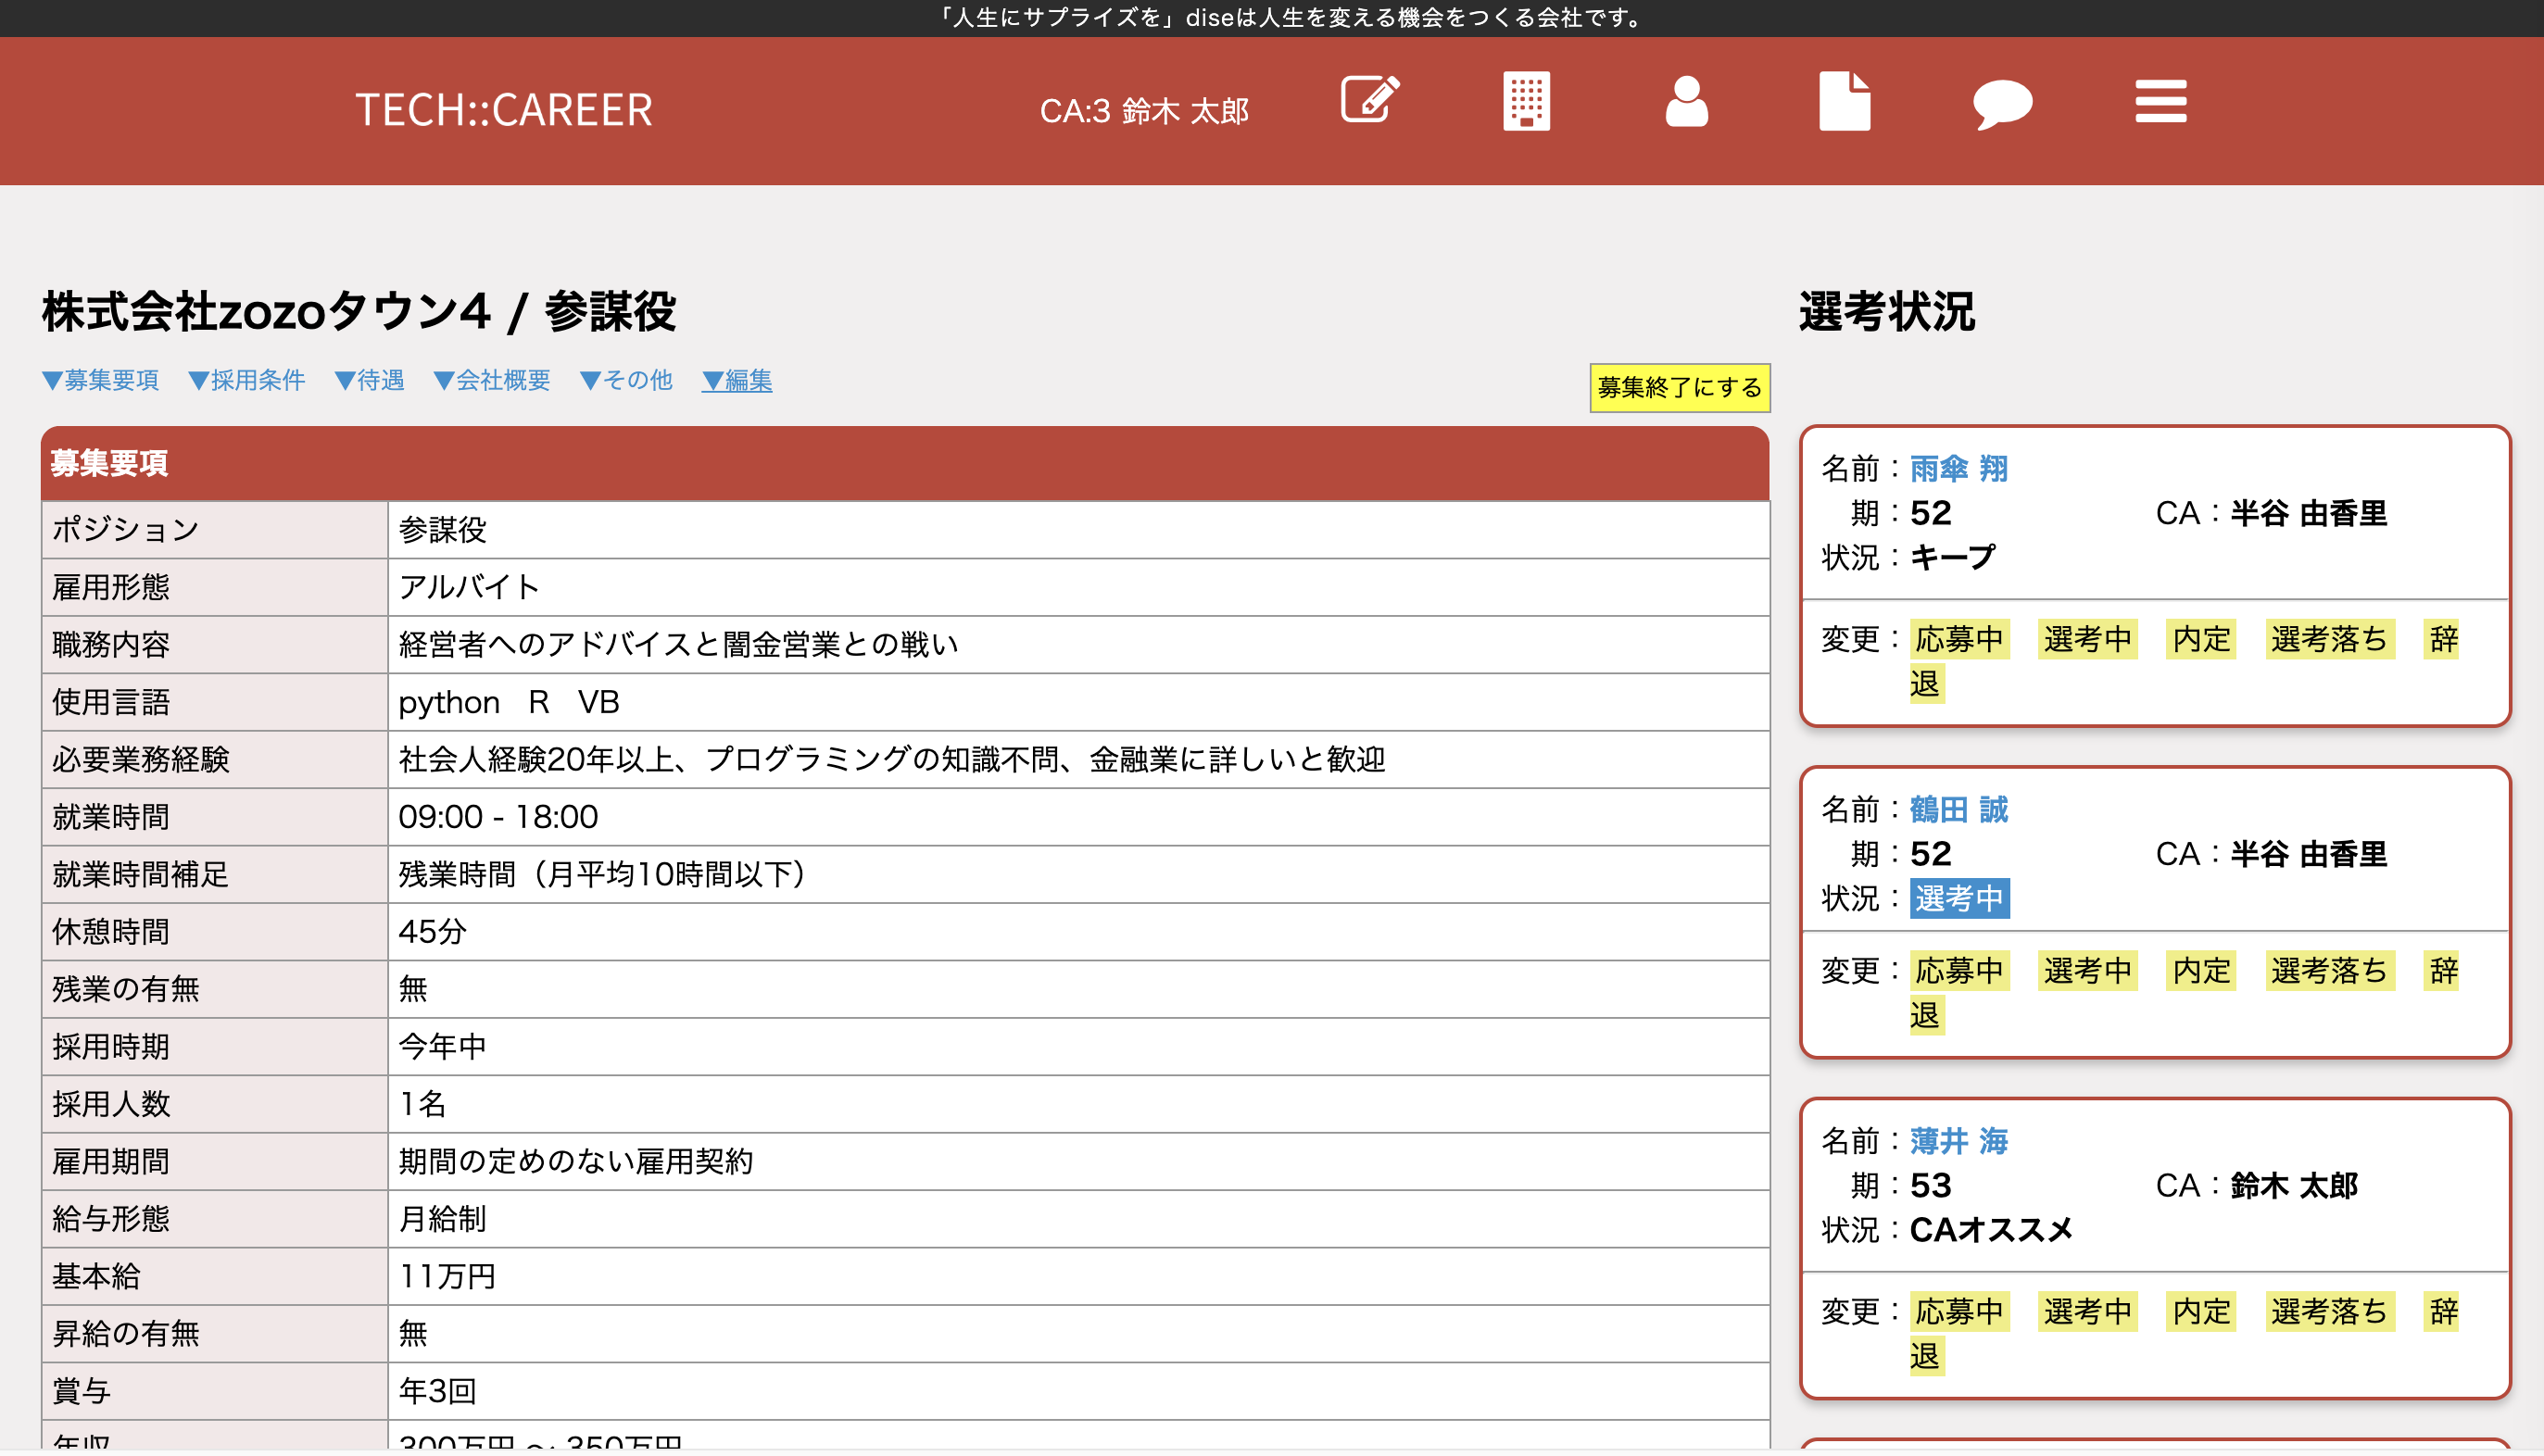 「人生にサプライズを」diseは人生を変える機会をつくる会社です。
TECH::CAREER
CA:3 鈴木 太郎
株式会社zozoタウン4 / 参謀役
▼募集要項 ▼採用条件 ▼待遇 ▼会社概要 ▼その他 ▼編集
募集終了にする
募集要項
ポジション 参謀役
雇用形態 アルバイト
職務内容 経営者へのアドバイスと闇金営業との戦い
使用言語 python R VB
必要業務経験 社会人経験20年以上、プログラミングの知識不問、金融業に詳しいと歓迎
就業時間 09:00 - 18:00
就業時間補足 残業時間（月平均10時間以下）
休憩時間 45分
残業の有無 無
採用時期 今年中
採用人数 1名
雇用期間 期間の定めのない雇用契約
給与形態 月給制
基本給 11万円
昇給の有無 無
賞与 年3回
年収 300万円 〜 350万円
選考状況
名前：雨傘 翔
期：52 CA：半谷 由香里
状況：キープ
変更：応募中 選考中 内定 選考落ち 辞
退
名前：鶴田 誠
期：52 CA：半谷 由香里
状況：選考中
変更：応募中 選考中 内定 選考落ち 辞
退
名前：薄井 海
期：53 CA：鈴木 太郎
状況：CAオススメ
変更：応募中 選考中 内定 選考落ち 辞
退